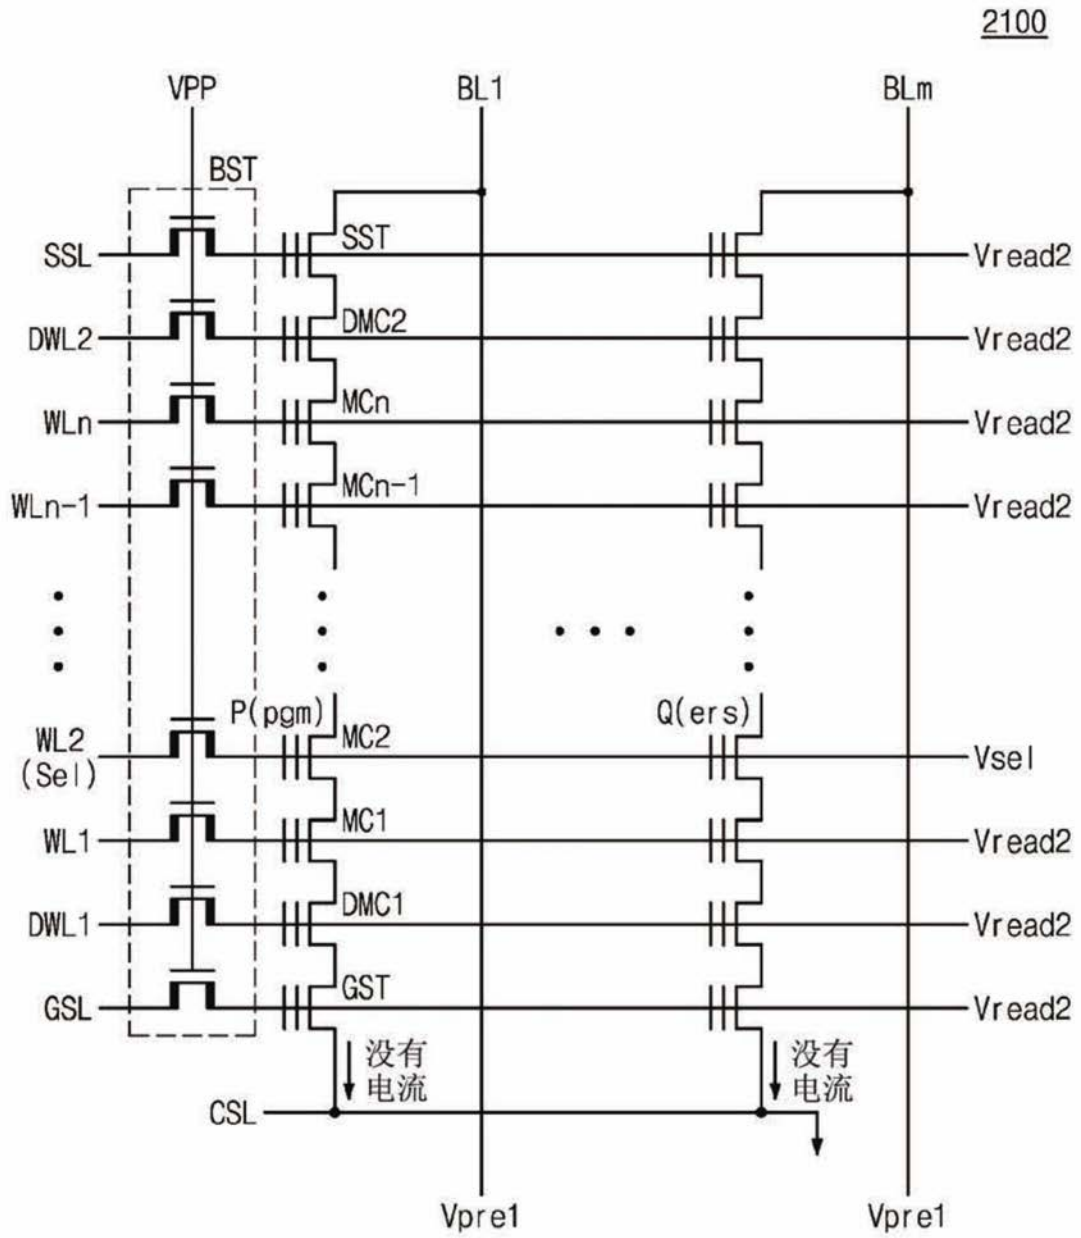 2100
VPP BL1 BLm
BST
SSL SST Vread2
DWL2 DMC2 Vread2
WLn MCn Vread2
WLn-1 MCn-1 Vread2
P(pgm) Q(ers)
WL2 MC2 Vsel
(Sel)
WL1 MC1 Vread2
DWL1 DMC1 Vread2
GSL GST Vread2
没有 没有
电流 电流
CSL
Vpre1 Vpre1